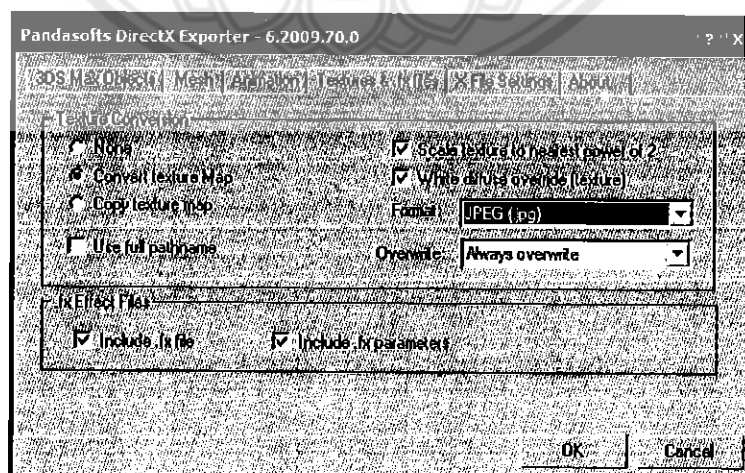 Pandasofts DirectX Exporter - 6.2009.70.0 ? X
3DS Max Objects Mesh Animation Textures & .fx files X File Settings About...
Texture Conversion
None
Scale texture to nearest power of 2
Convert texture map
White diffuse override (texture)
Copy texture map
Format: JPEG (.jpg)
Use full pathname
Overwrite: Always overwrite
.fx Effect Files
Include .fx file
Include .fx parameters
OK
Cancel